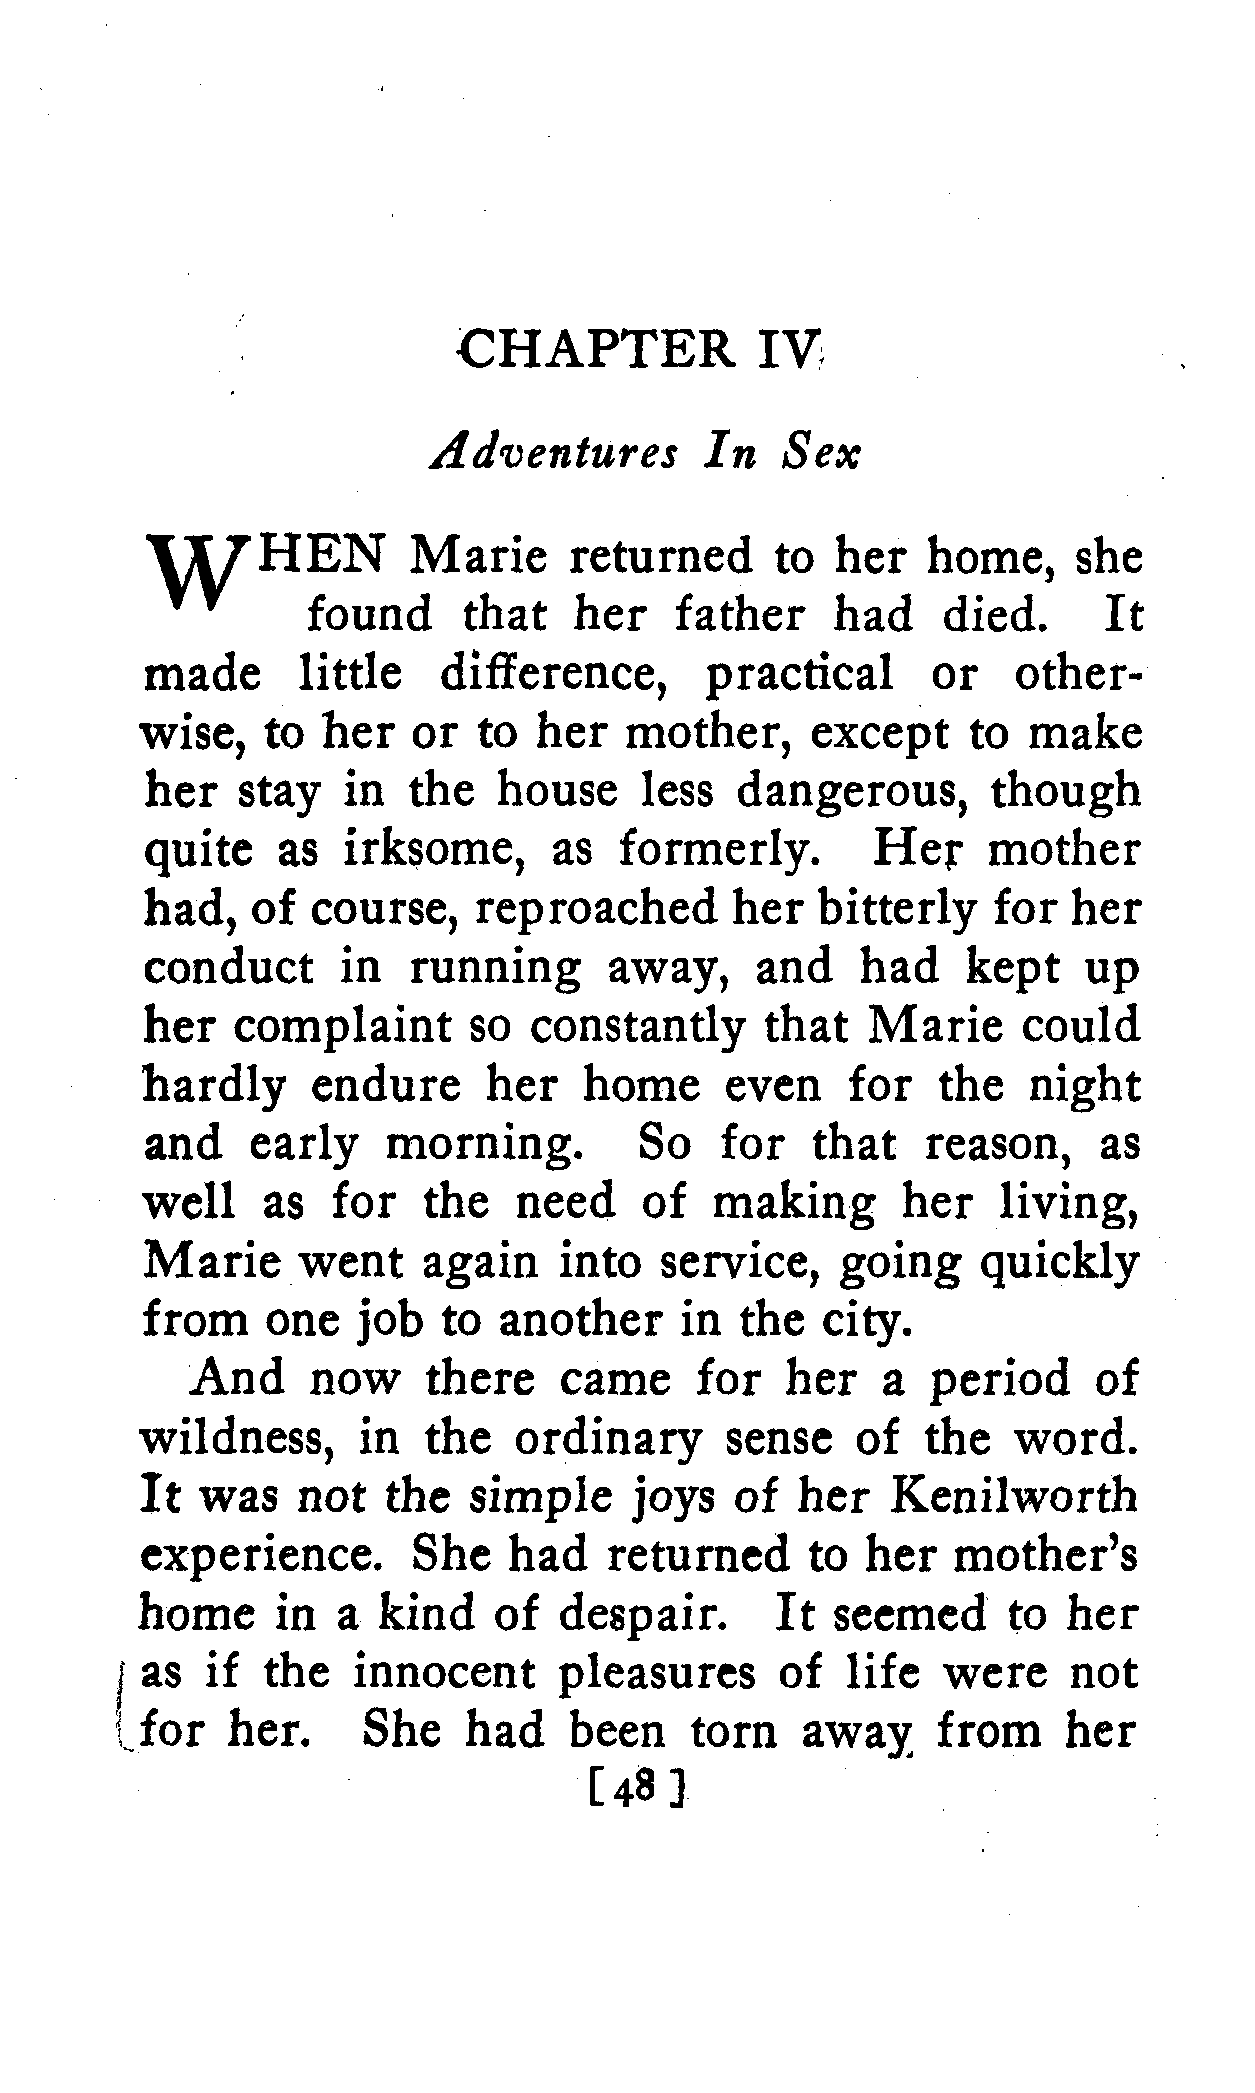 CHAPTER IV
Adventures In Sex
WHEN Marie returned to her home, she
found that her father had died. It
made little difference, practical or other-
wise, to her or to her mother, except to make
her stay in the house less dangerous, though
quite as irksome, as formerly. Her mother
had, of course, reproached her bitterly for her
conduct in running away, and had kept up
her complaint so constantly that Marie could
hardly endure her home even for the night
and early morning. So for that reason, as
well as for the need of making her living,
Marie went again into service, going quickly
from one job to another in the city.
And now there came for her a period of
wildness, in the ordinary sense of the word.
It was not the simple joys of her Kenilworth
experience. She had returned to her mother's
home in a kind of despair. It seemed to her
as if the innocent pleasures of life were not
for her. She had been torn away from her
[48]